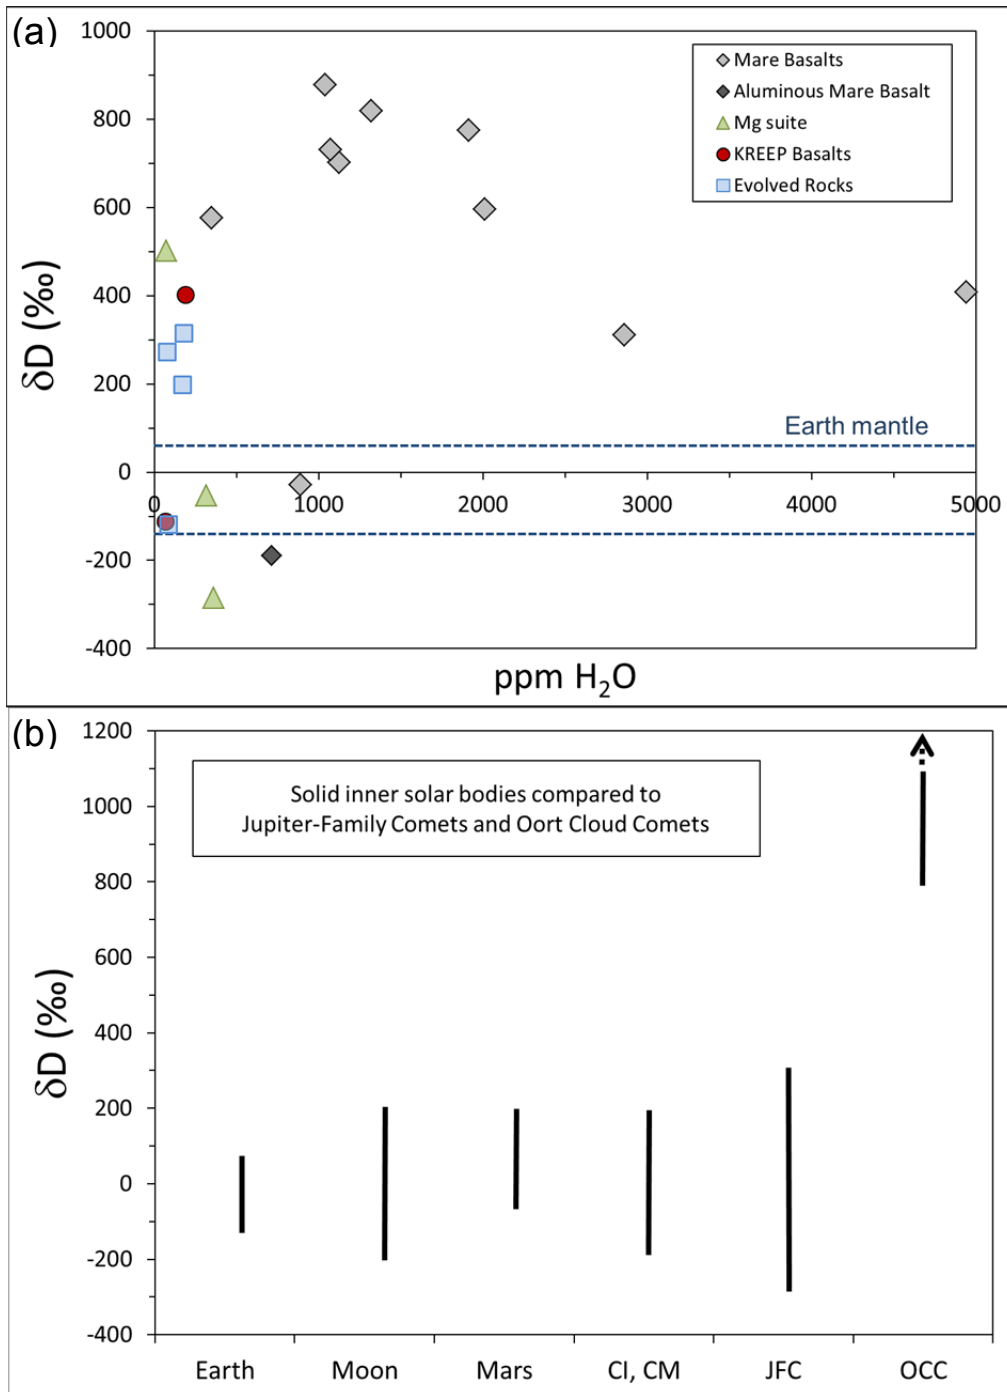 (a)
1000
800
600
400
200
0
-200
-400
δD (‰)
Mare Basalts
Aluminous Mare Basalt
Mg suite
KREEP Basalts
Evolved Rocks
Earth mantle
0 1000 2000 3000 4000 5000
ppm H₂O
(b)
1200
1000
800
600
400
200
0
-200
-400
δD (‰)
Solid inner solar bodies compared to
Jupiter-Family Comets and Oort Cloud Comets
Earth Moon Mars CI, CM JFC OCC